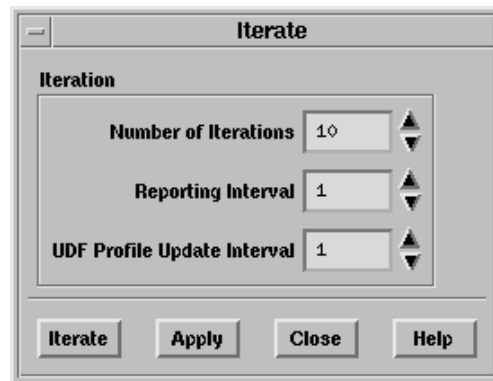 Iterate
Iteration
Number of Iterations 10
Reporting Interval 1
UDF Profile Update Interval 1
Iterate Apply Close Help